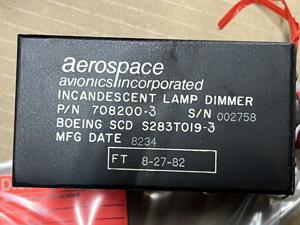 aerospace
avionics incorporated
INCANDESCENT LAMP DIMMER
P/N 708200-3 S/N 002758
BOEING SCD S283T019-3
MFG DATE 8234
FT 8-27-82